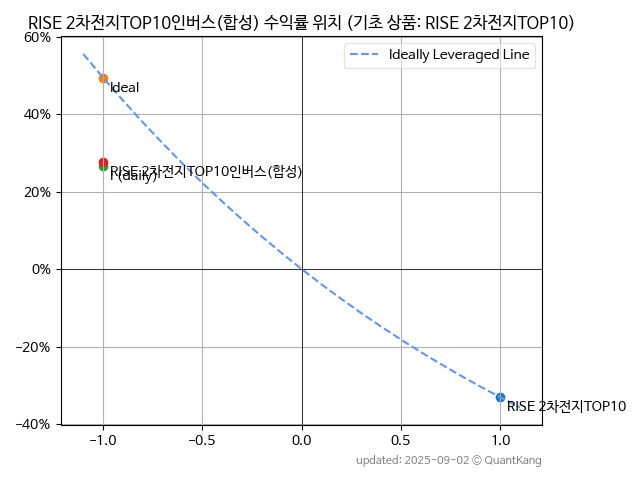 RISE 2차전지TOP10인버스(합성) 수익률 위치 (기초 상품: RISE 2차전지TOP10)
60%
Ideally Leveraged Line
Ideal
40%
RISE 2차전지TOP10인버스(합성)
(daily)
20%
0%
−20%
RISE 2차전지TOP10
−40%
−1.0
−0.5
0.0
0.5
1.0
updated: 2025-09-02 © QuantKang